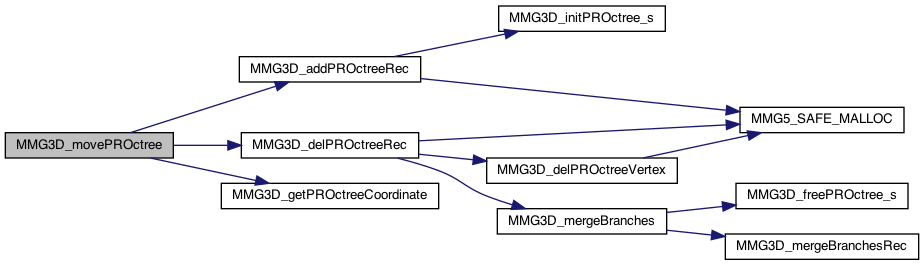 MMG3D_initPROctree_s
MMG3D_addPROctreeRec
MMG5_SAFE_MALLOC
MMG3D_movePROctree
MMG3D_delPROctreeRec
MMG3D_delPROctreeVertex
MMG3D_getPROctreeCoordinate
MMG3D_freePROctree_s
MMG3D_mergeBranches
MMG3D_mergeBranchesRec